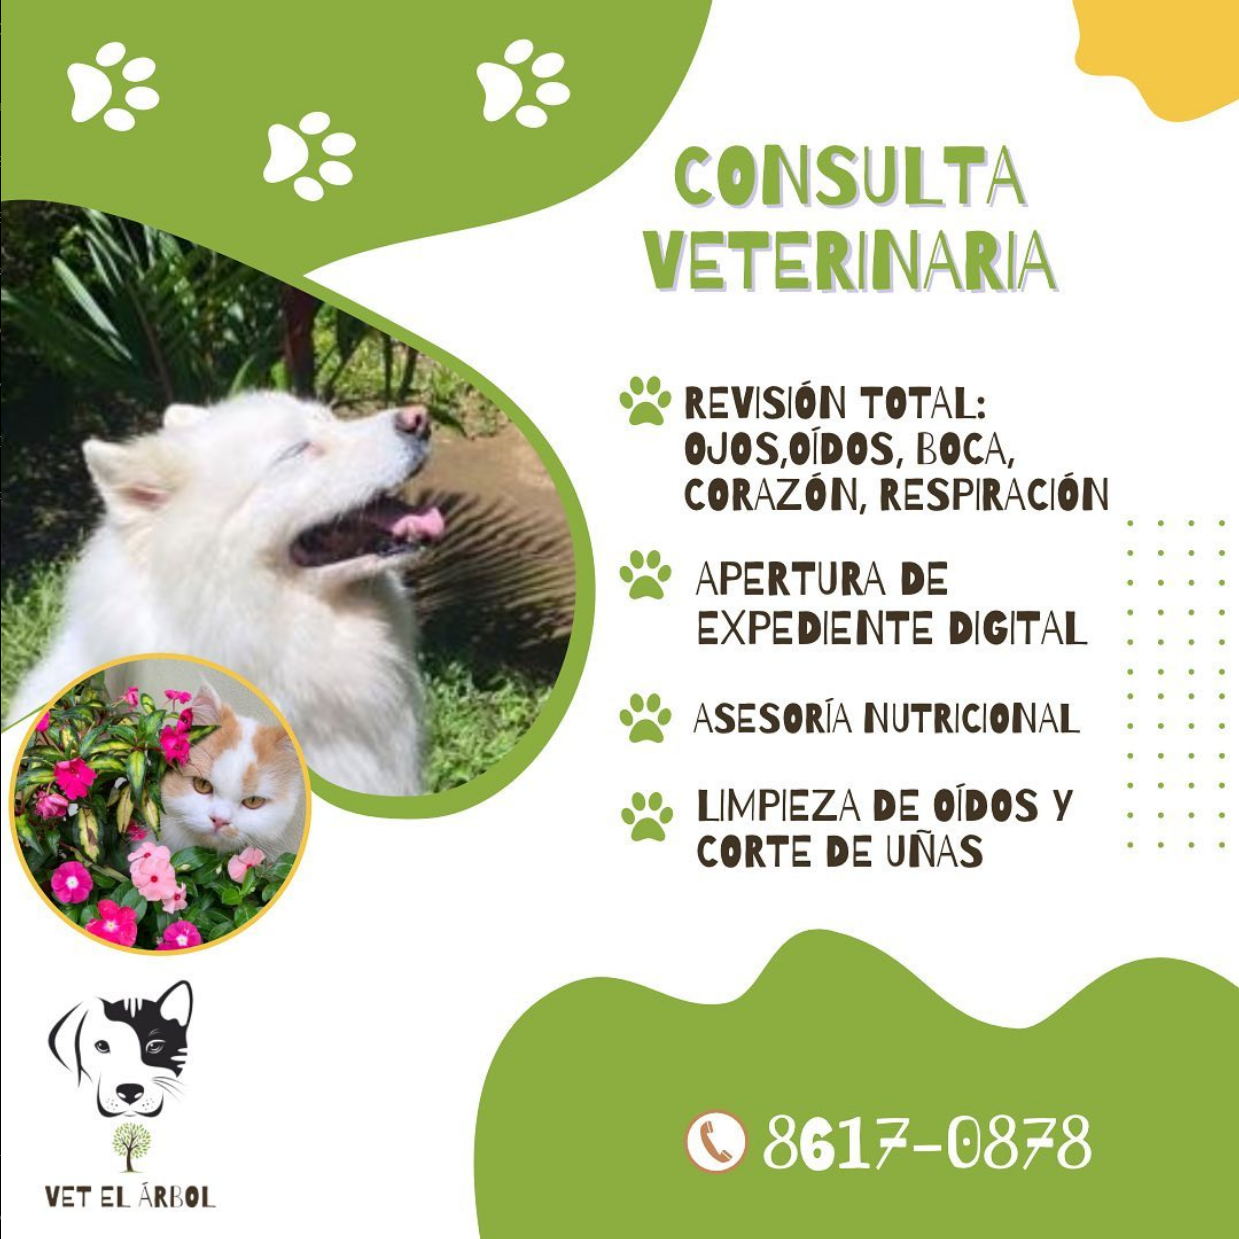 CONSULTA
VETERINARIA
REVISIÓN TOTAL:
OJOS,OÍDOS, BOCA,
CORAZÓN, RESPIRACIÓN
APERTURA DE
EXPEDIENTE DIGITAL
ASESORÍA NUTRICIONAL
LIMPIEZA DE OÍDOS Y
CORTE DE UÑAS
VET EL ÁRBOL
8617-0878